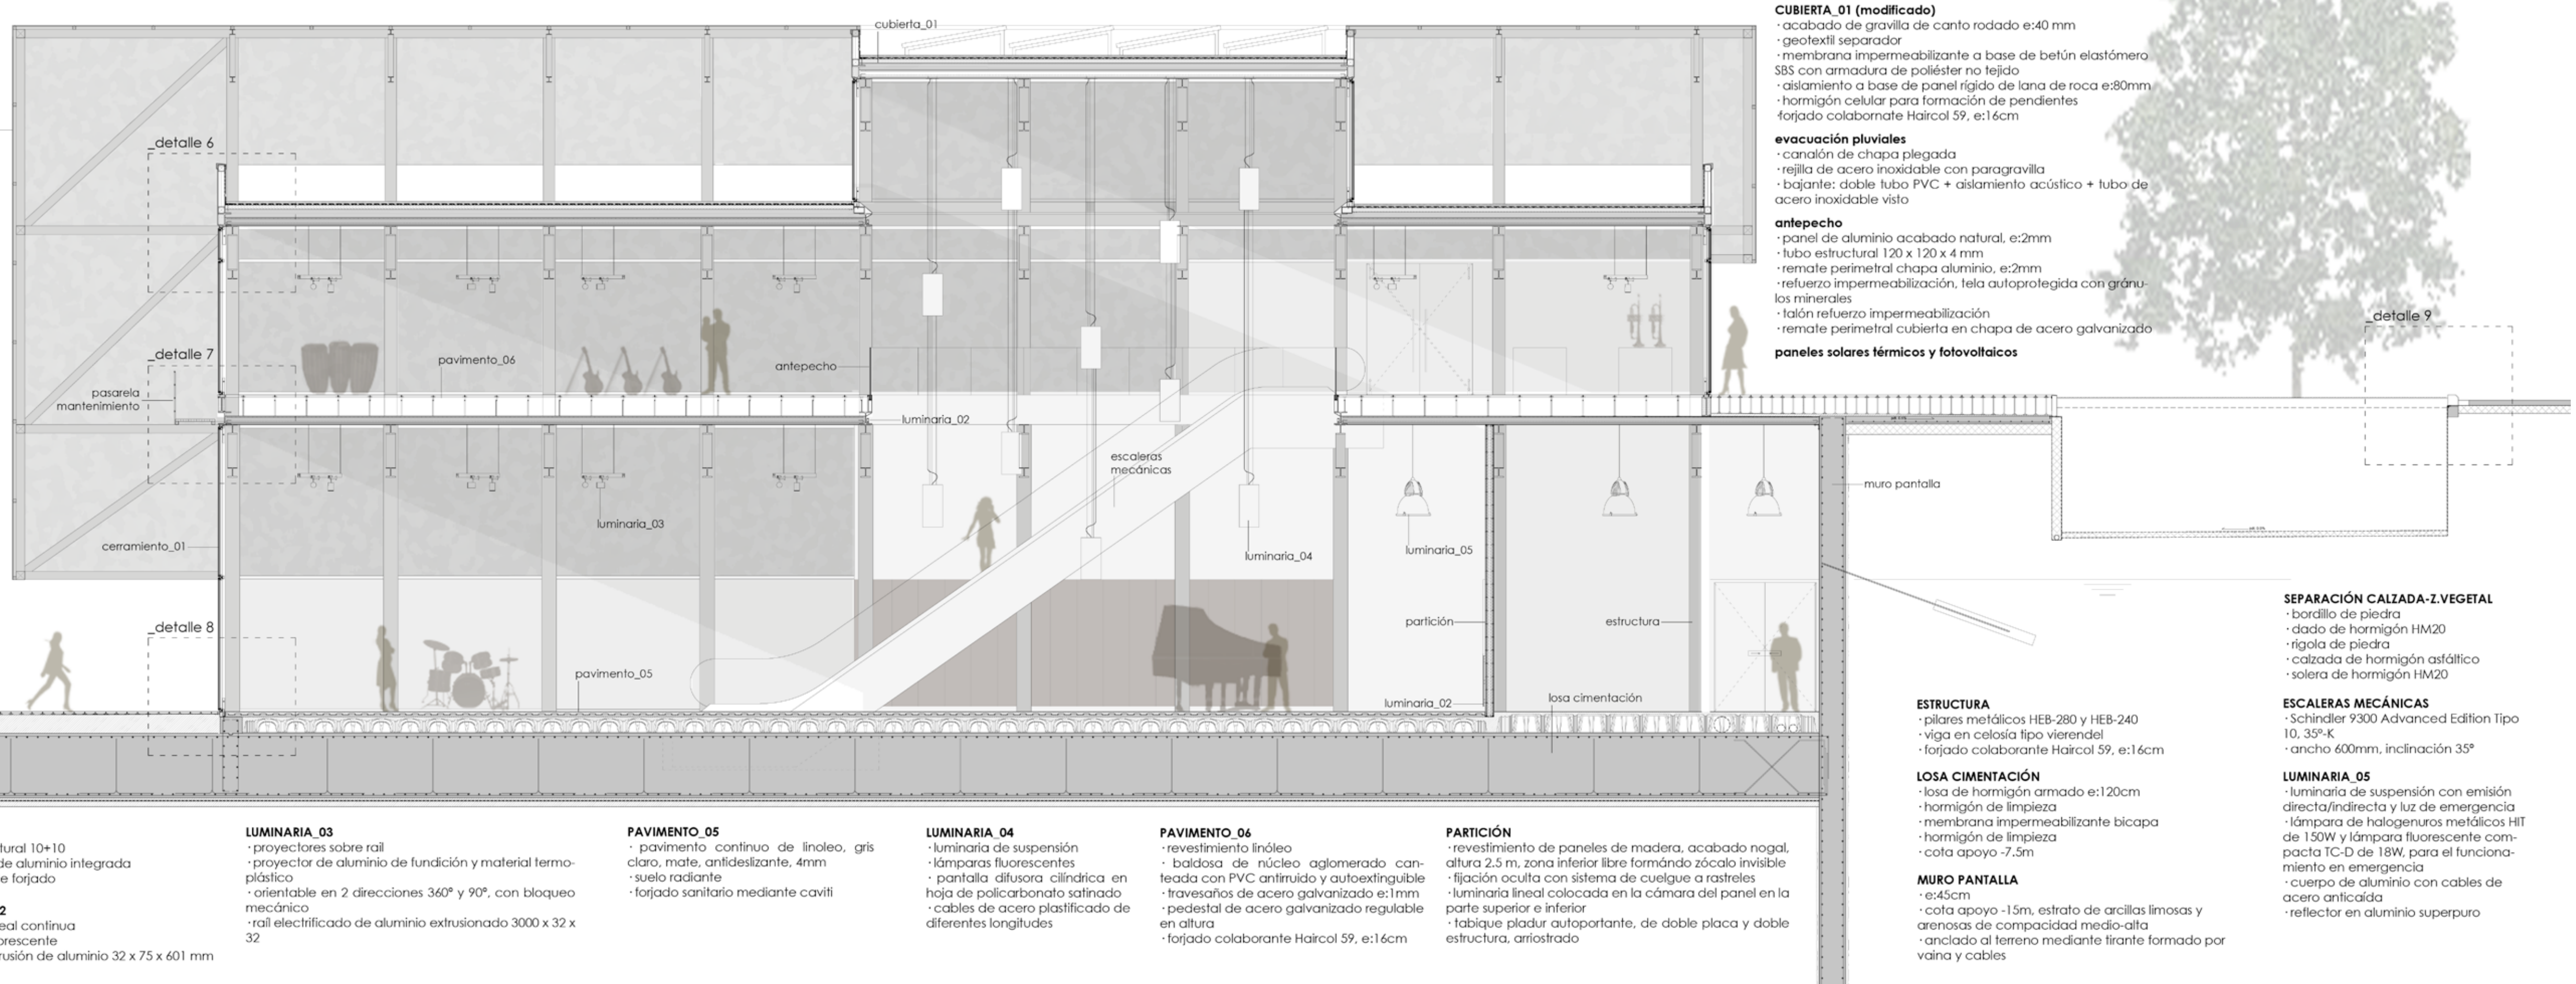 cubierta_01
_detalle 6
_detalle 7
pasarela
mantenimiento
pavimento_06
antepecho
luminaria_02
escaleras
mecánicas
luminaria_03
cerramiento_01
luminaria_04
luminaria_05
_detalle 8
pavimento_05
partición
estructura
luminaria_02
losa cimentación
muro pantalla
_detalle 9
CUBIERTA_01 (modificado)
·acabado de gravilla de canto rodado e:40 mm
·geotextil separador
·membrana impermeabilizante a base de betún elastómero
SBS con armadura de poliéster no tejido
·aislamiento a base de panel rígido de lana de roca e:80mm
·hormigón celular para formación de pendientes
·forjado colabornate Haircol 59, e:16cm
evacuación pluviales
·canalón de chapa plegada
·rejilla de acero inoxidable con paragravilla
·bajante: doble tubo PVC + aislamiento acústico + tubo de
acero inoxidable visto
antepecho
·panel de aluminio acabado natural, e:2mm
·tubo estructural 120 x 120 x 4 mm
·remate perimetral chapa aluminio, e:2mm
·refuerzo impermeabilización, tela autoprotegida con gránu-
los minerales
·talón refuerzo impermeabilización
·remate perimetral cubierta en chapa de acero galvanizado
paneles solares térmicos y fotovoltaicos
SEPARACIÓN CALZADA-Z.VEGETAL
·bordillo de piedra
·dado de hormigón HM20
·rigola de piedra
·calzada de hormigón asfáltico
·solera de hormigón HM20
ESCALERAS MECÁNICAS
·Schindler 9300 Advanced Edition Tipo
10, 35º-K
·ancho 600mm, inclinación 35º
LUMINARIA_05
·luminaria de suspensión con emisión
directa/indirecta y luz de emergencia
·lámpara de halogenuros metálicos HIT
de 150W y lámpara fluorescente com-
pacta TC-D de 18W, para el funciona-
miento en emergencia
·cuerpo de aluminio con cables de
acero anticaída
·reflector en aluminio superpuro
ESTRUCTURA
·pilares metálicos HEB-280 y HEB-240
·viga en celosía tipo vierendel
·forjado colaborante Haircol 59, e:16cm
LOSA CIMENTACIÓN
·losa de hormigón armado e:120cm
·hormigón de limpieza
·membrana impermeabilizante bicapa
·hormigón de limpieza
·cota apoyo -7.5m
MURO PANTALLA
·e:45cm
·cota apoyo -15m, estrato de arcillas limosas y
arenosas de compacidad medio-alta
·anclado al terreno mediante tirante formado por
vaina y cables
tural 10+10
de aluminio integrada
e forjado
2
eal continua
orescente
rusión de aluminio 32 x 75 x 601 mm
LUMINARIA_03
·proyectores sobre rail
·proyector de aluminio de fundición y material termo-
plástico
·orientable en 2 direcciones 360º y 90º, con bloqueo
mecánico
·raíl electrificado de aluminio extrusionado 3000 x 32 x
32
PAVIMENTO_05
· pavimento continuo de linoleo, gris
claro, mate, antideslizante, 4mm
·suelo radiante
·forjado sanitario mediante caviti
LUMINARIA_04
·luminaria de suspensión
·lámparas fluorescentes
· pantalla difusora cilíndrica en
hoja de policarbonato satinado
·cables de acero plastificado de
diferentes longitudes
PAVIMENTO_06
·revestimiento linóleo
· baldosa de núcleo aglomerado can-
teada con PVC antirruido y autoextinguible
·travesaños de acero galvanizado e:1mm
·pedestal de acero galvanizado regulable
en altura
·forjado colaborante Haircol 59, e:16cm
PARTICIÓN
·revestimiento de paneles de madera, acabado nogal,
altura 2.5 m, zona inferior libre formándo zócalo invisible
·fijación oculta con sistema de cuelgue a rastreles
·luminaria lineal colocada en la cámara del panel en la
parte superior e inferior
·tabique pladur autoportante, de doble placa y doble
estructura, arriostrado